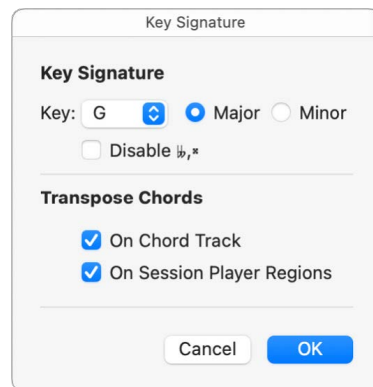 Key Signature
Key Signature
Key: G Major Minor
Disable 𝄫,𝄪
Transpose Chords
On Chord Track
On Session Player Regions
Cancel OK